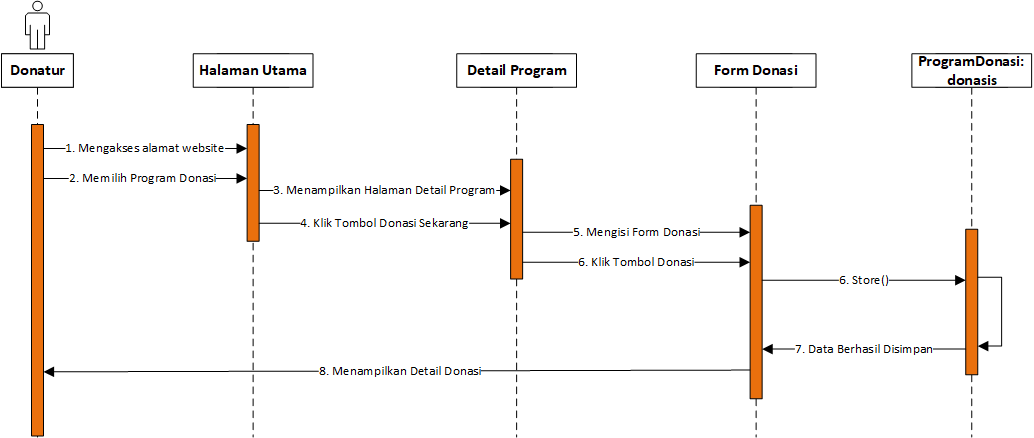 Donatur
Halaman Utama
Detail Program
Form Donasi
ProgramDonasi:
donasis
1. Mengakses alamat website
2. Memilih Program Donasi
3. Menampilkan Halaman Detail Program
4. Klik Tombol Donasi Sekarang
5. Mengisi Form Donasi
6. Klik Tombol Donasi
6. Store()
7. Data Berhasil Disimpan
8. Menampilkan Detail Donasi